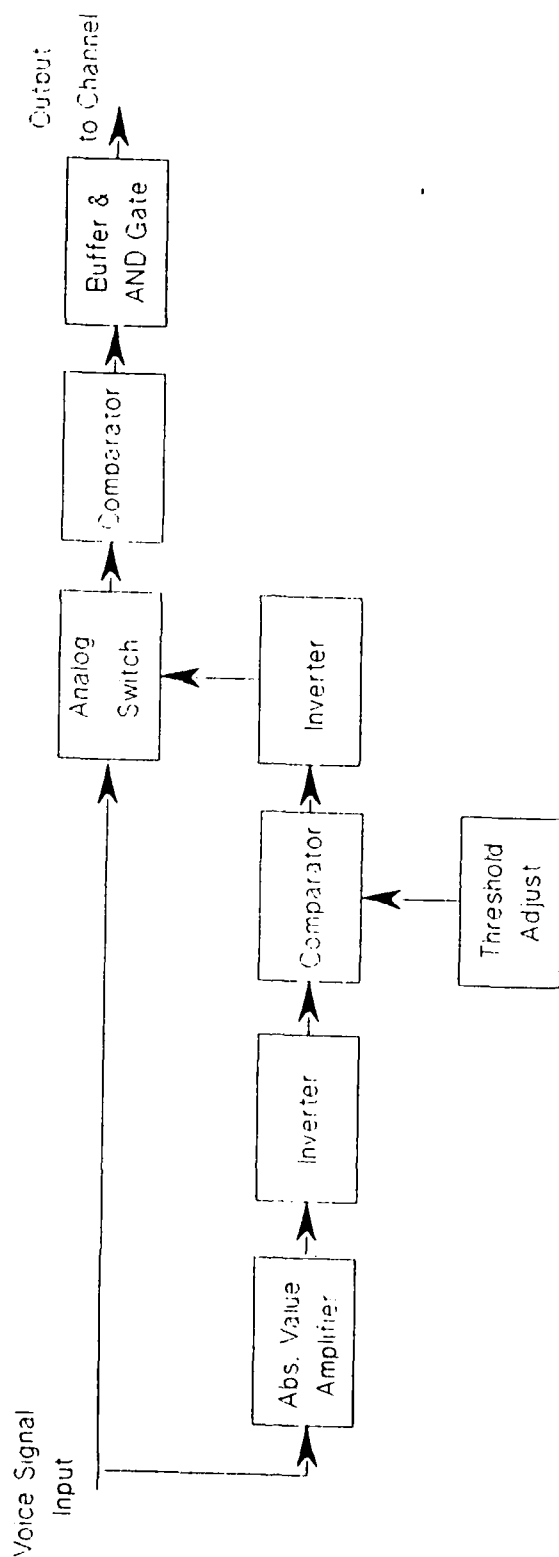 Voice Signal
Input
Abs. Value
Amplifier
Inverter
Comparator
Threshold
Adjust
Inverter
Analog
Switch
Comparator
Buffer &
AND Gate
Output
to Channel